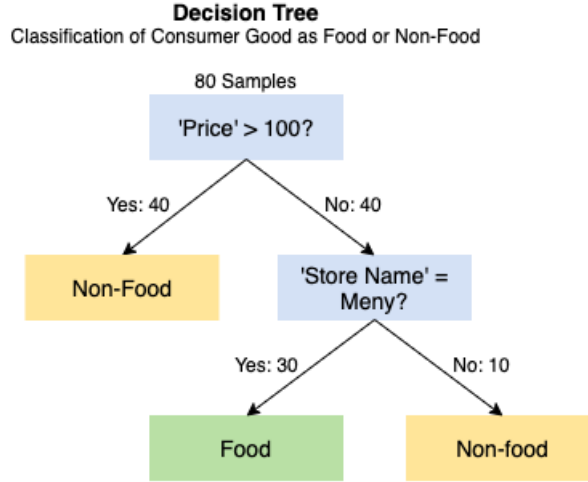 Decision Tree
Classification of Consumer Good as Food or Non-Food
80 Samples
'Price' > 100?
Yes: 40
No: 40
Non-Food
'Store Name' =
Meny?
Yes: 30
No: 10
Food
Non-food